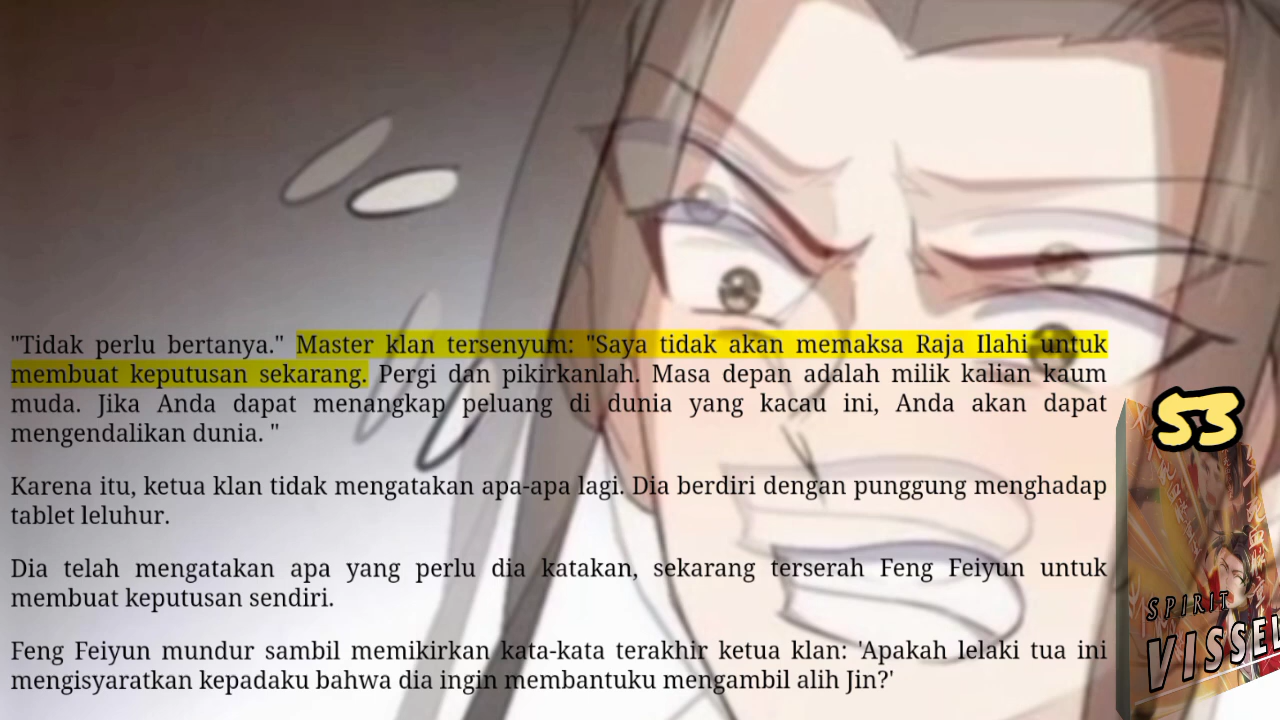 "Tidak perlu bertanya." Master klan tersenyum: "Saya tidak akan memaksa Raja Ilahi untuk
membuat keputusan sekarang. Pergi dan pikirkanlah. Masa depan adalah milik kalian kaum
muda. Jika Anda dapat menangkap peluang di dunia yang kacau ini, Anda akan dapat
mengendalikan dunia. "
Karena itu, ketua klan tidak mengatakan apa-apa lagi. Dia berdiri dengan punggung menghadap
tablet leluhur.
Dia telah mengatakan apa yang perlu dia katakan, sekarang terserah Feng Feiyun untuk
membuat keputusan sendiri.
Feng Feiyun mundur sambil memikirkan kata-kata terakhir ketua klan: 'Apakah lelaki tua ini
mengisyaratkan kepadaku bahwa dia ingin membantuku mengambil alih Jin?'
53
SPIRIT
VISSEL